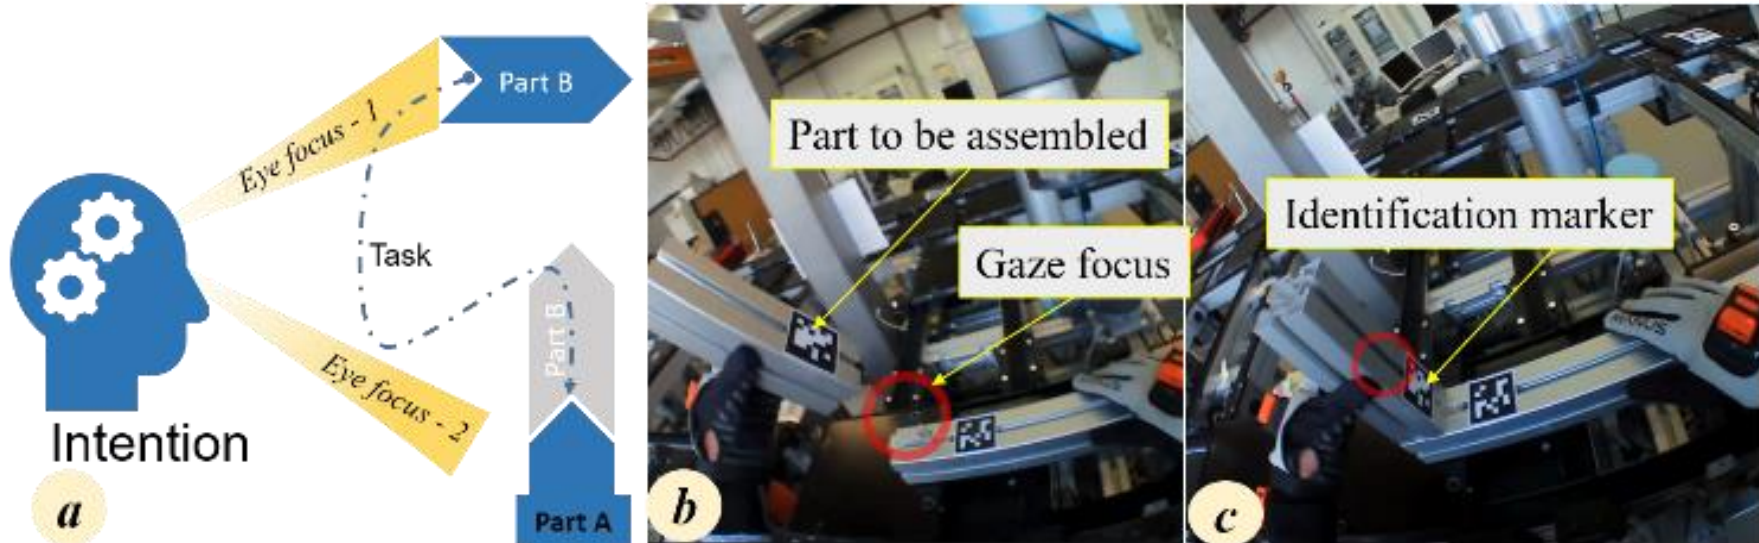 Part B
Eye focus - 1
Task
Part B
Eye focus - 2
Intention
Part A
a
Part to be assembled
Gaze focus
b
Identification marker
MANUS
c